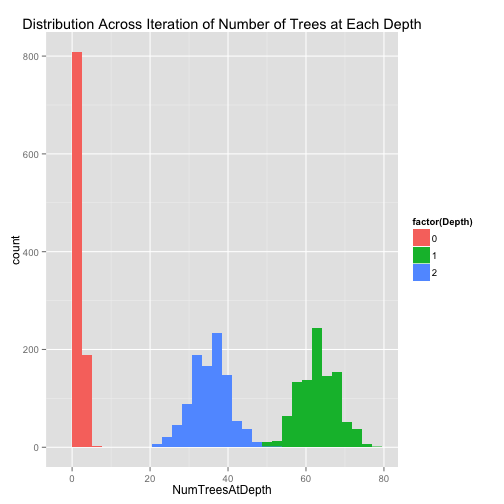 Distribution Across Iteration of Number of Trees at Each Depth
800
600
400
200
0
count
0 20 40 60 80
NumTreesAtDepth
factor(Depth)
0
1
2